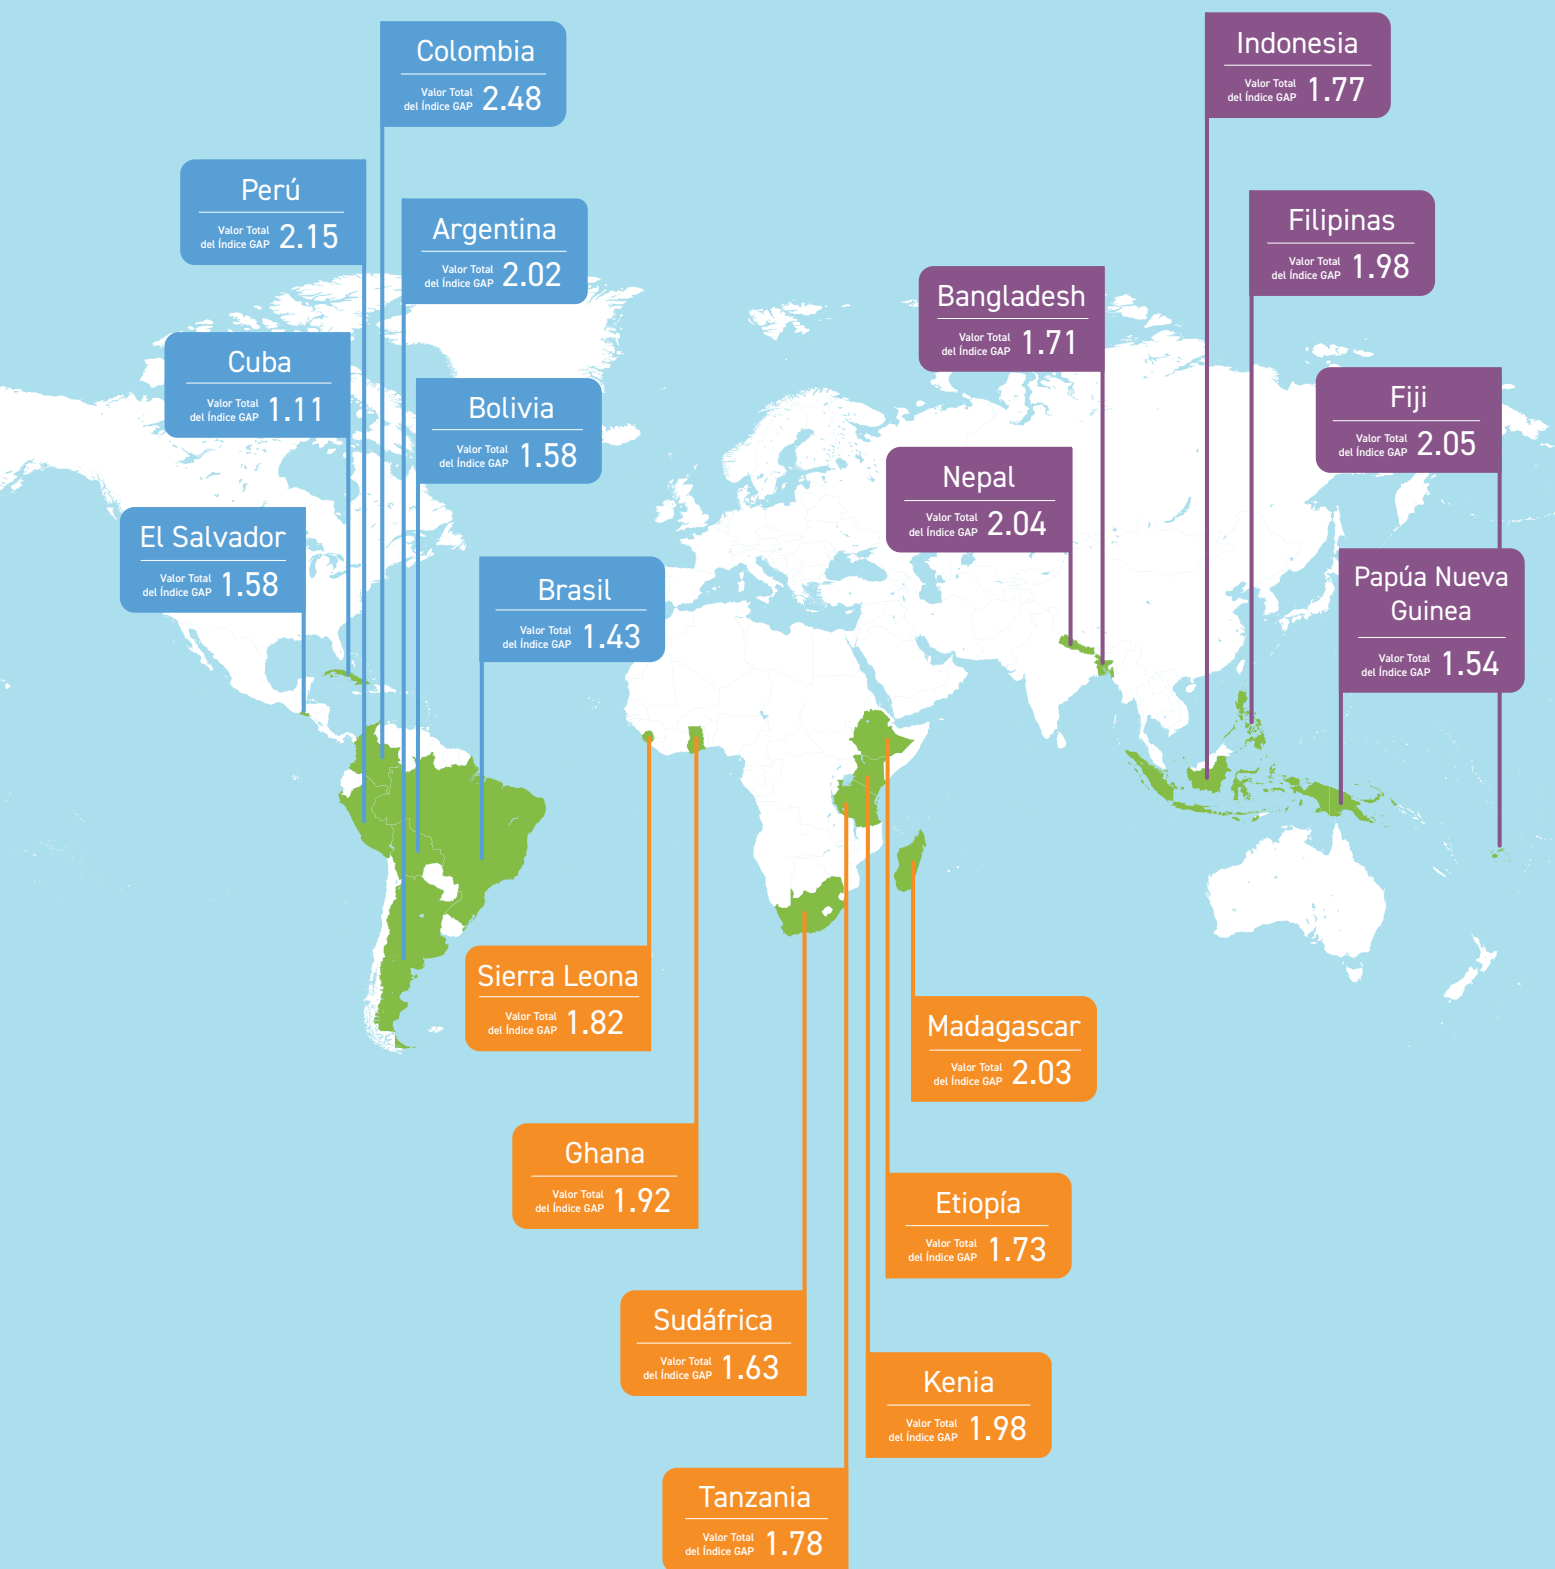 Colombia
Valor Total
del Índice GAP 2.48
Indonesia
Valor Total
del Índice GAP 1.77
Perú
Valor Total
del Índice GAP 2.15
Argentina
Valor Total
del Índice GAP 2.02
Filipinas
Valor Total
del Índice GAP 1.98
Bangladesh
Valor Total
del Índice GAP 1.71
Cuba
Valor Total
del Índice GAP 1.11
Bolivia
Valor Total
del Índice GAP 1.58
Fiji
Valor Total
del Índice GAP 2.05
Nepal
Valor Total
del Índice GAP 2.04
El Salvador
Valor Total
del Índice GAP 1.58
Brasil
Valor Total
del Índice GAP 1.43
Papúa Nueva
Guinea
Valor Total
del Índice GAP 1.54
Sierra Leona
Valor Total
del Índice GAP 1.82
Madagascar
Valor Total
del Índice GAP 2.03
Ghana
Valor Total
del Índice GAP 1.92
Etiopía
Valor Total
del Índice GAP 1.73
Sudáfrica
Valor Total
del Índice GAP 1.63
Kenia
Valor Total
del Índice GAP 1.98
Tanzania
Valor Total
del Índice GAP 1.78